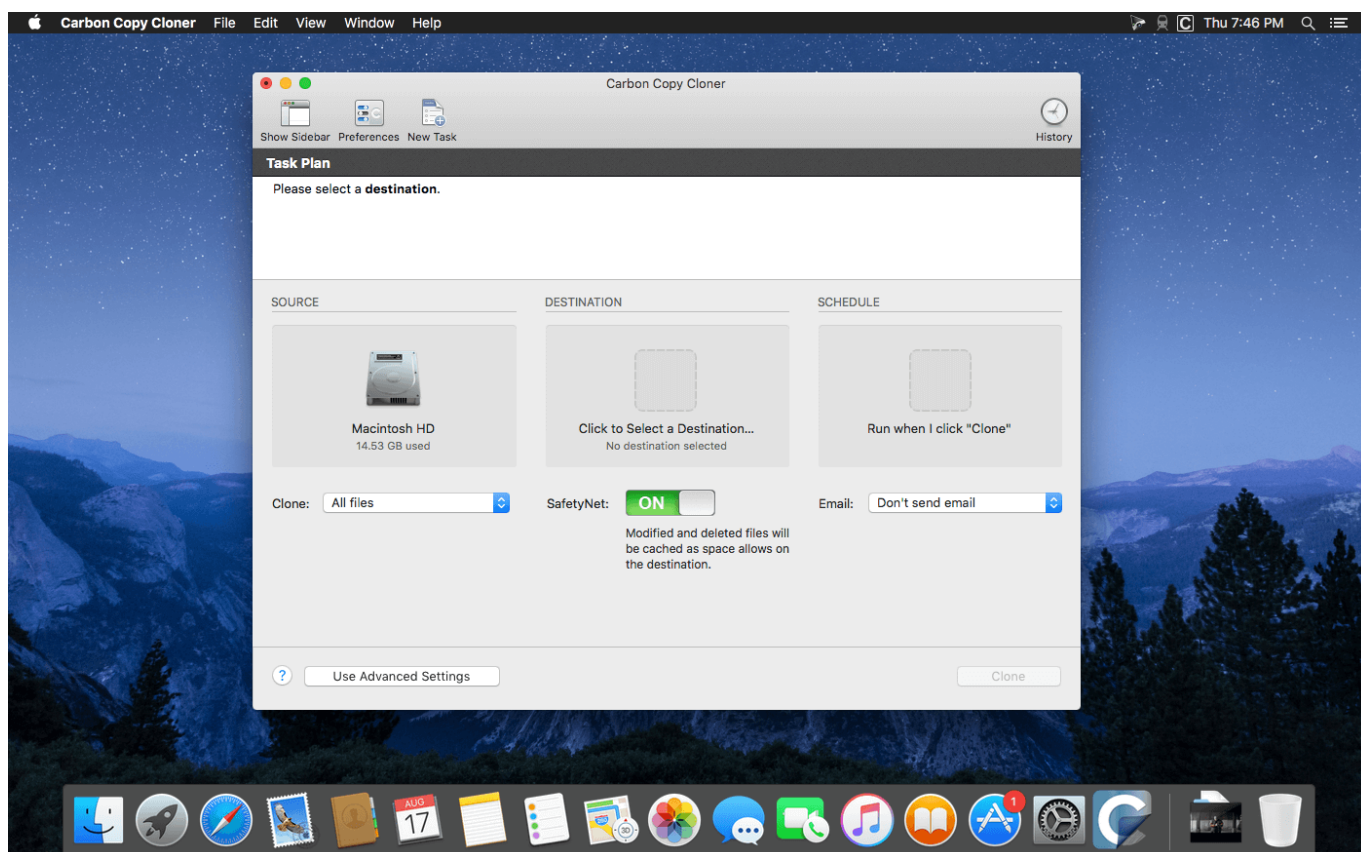 Carbon Copy Cloner File Edit View Window Help C Thu 7:46 PM
Carbon Copy Cloner
Show Sidebar Preferences New Task History
Task Plan
Please select a destination.
SOURCE DESTINATION SCHEDULE
Macintosh HD Click to Select a Destination... Run when I click "Clone"
14.53 GB used No destination selected
Clone: All files SafetyNet: ON Email: Don't send email
Modified and deleted files will
be cached as space allows on
the destination.
? Use Advanced Settings Clone
AUG
17
3D
1